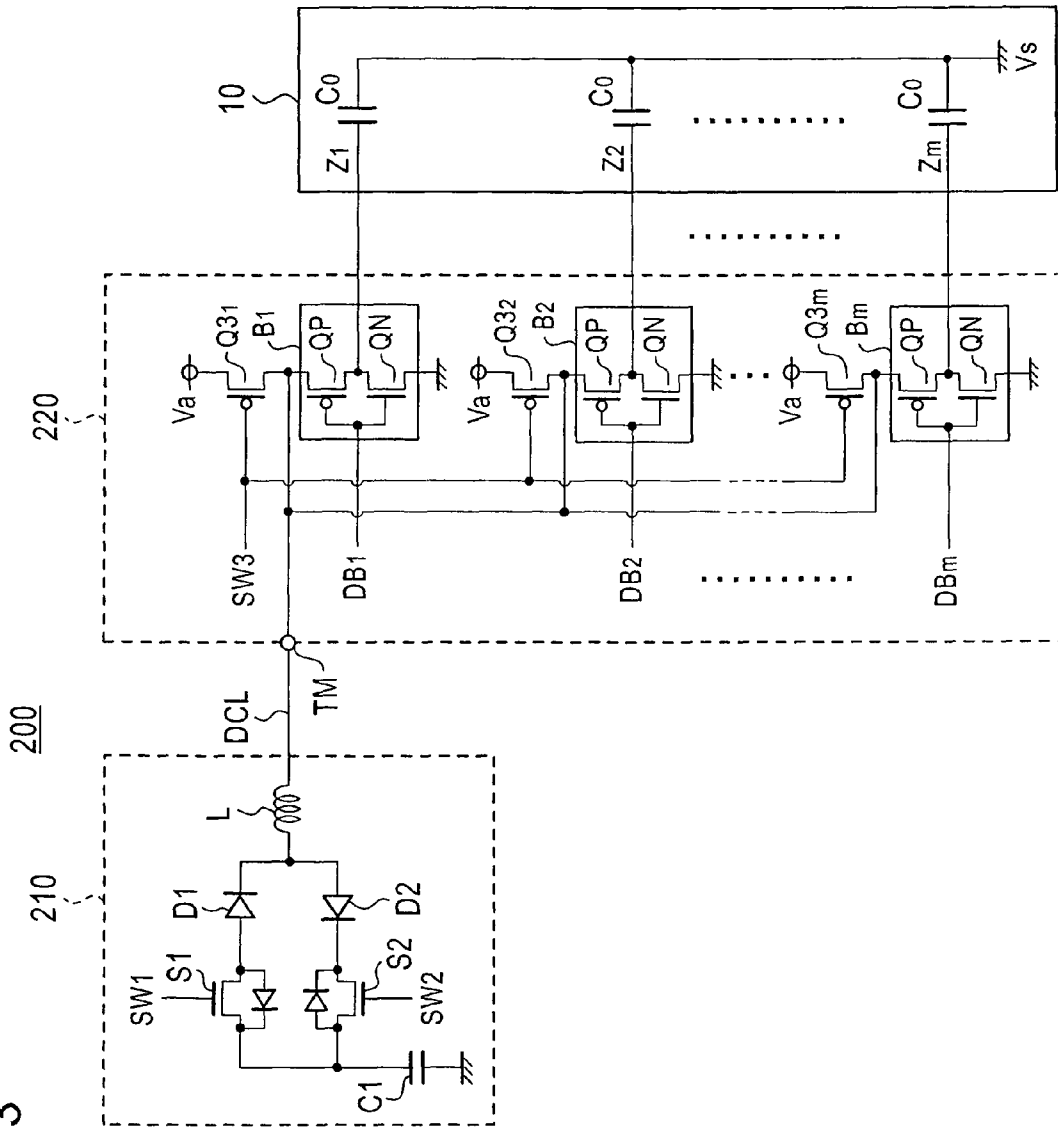 200
210
220
10
SW1
S1
D1
L
DCL
TM
C1
SW2
S2
D2
SW3
Va
Q31
B1
QP
QN
DB1
Z1
C0
Va
Q32
B2
QP
QN
DB2
Z2
C0
Va
Q3m
Bm
QP
QN
DBm
Zm
C0
Vs